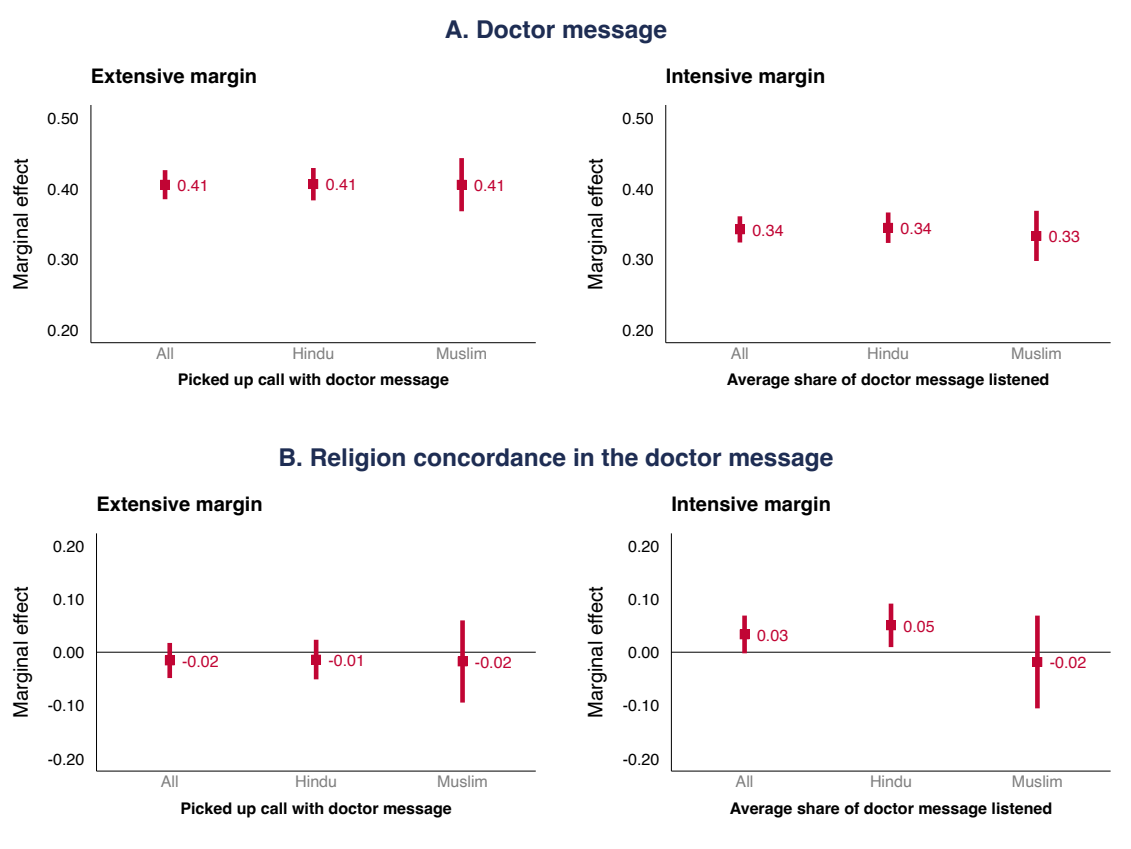 A. Doctor message
Extensive margin
Marginal effect
0.50
0.40
0.30
0.20
0.41
0.41
0.41
All
Hindu
Muslim
Picked up call with doctor message
Intensive margin
Marginal effect
0.50
0.40
0.30
0.20
0.34
0.34
0.33
All
Hindu
Muslim
Average share of doctor message listened
B. Religion concordance in the doctor message
Extensive margin
Marginal effect
0.20
0.10
0.00
-0.10
-0.20
-0.02
-0.01
-0.02
All
Hindu
Muslim
Picked up call with doctor message
Intensive margin
Marginal effect
0.20
0.10
0.00
-0.10
-0.20
0.03
0.05
-0.02
All
Hindu
Muslim
Average share of doctor message listened